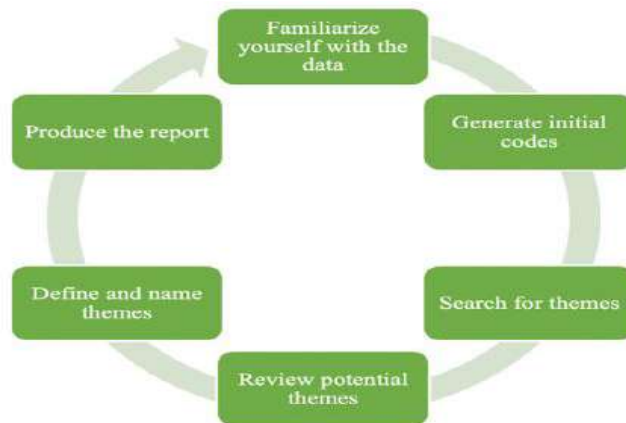 Familiarize
yourself with the
data
Generate initial
codes
Search for themes
Review potential
themes
Define and name
themes
Produce the report